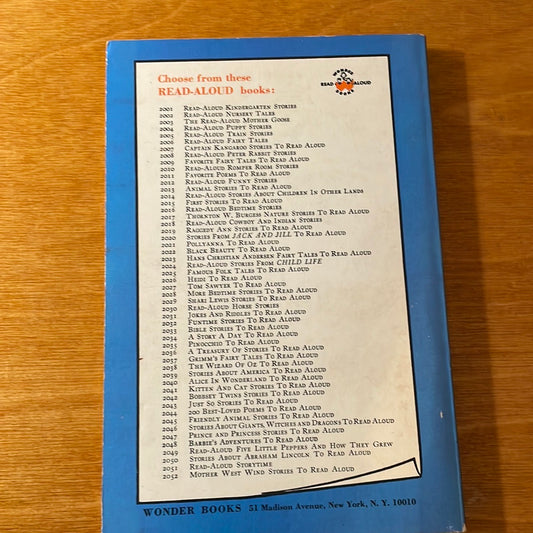 Choose from these
READ-ALOUD books:
WONDER
READ ALOUD
BOOKS
2001 READ-ALOUD KINDERGARTEN STORIES
2002 READ-ALOUD NURSERY TALES
2003 THE READ-ALOUD MOTHER GOOSE
2004 READ-ALOUD PUPPY STORIES
2005 READ-ALOUD TRAIN STORIES
2006 READ-ALOUD FAIRY TALES
2007 CAPTAIN KANGAROO STORIES TO READ ALOUD
2008 READ-ALOUD PETER RABBIT STORIES
2009 FAVORITE FAIRY TALES TO READ ALOUD
2010 READ-ALOUD ROMPER ROOM STORIES
2011 FAVORITE POEMS TO READ ALOUD
2012 READ-ALOUD FUNNY STORIES
2013 ANIMAL STORIES TO READ ALOUD
2014 READ-ALOUD STORIES ABOUT CHILDREN IN OTHER LANDS
2015 FIRST STORIES TO READ ALOUD
2016 READ-ALOUD BEDTIME STORIES
2017 THORNTON W. BURGESS NATURE STORIES TO READ ALOUD
2018 READ-ALOUD COWBOY AND INDIAN STORIES
2019 RAGGEDY ANN STORIES TO READ ALOUD
2020 STORIES FROM JACK AND JILL TO READ ALOUD
2021 POLLYANNA TO READ ALOUD
2022 BLACK BEAUTY TO READ ALOUD
2023 HANS CHRISTIAN ANDERSEN FAIRY TALES TO READ ALOUD
2024 READ-ALOUD STORIES FROM CHILD LIFE
2025 FAMOUS FOLK TALES TO READ ALOUD
2026 HEIDI TO READ ALOUD
2027 TOM SAWYER TO READ ALOUD
2028 MORE BEDTIME STORIES TO READ ALOUD
2029 SHARI LEWIS STORIES TO READ ALOUD
2030 READ-ALOUD HORSE STORIES
2031 JOKES AND RIDDLES TO READ ALOUD
2032 FUNTIME STORIES TO READ ALOUD
2033 BIBLE STORIES TO READ ALOUD
2034 A STORY A DAY TO READ ALOUD
2035 PINOCCHIO TO READ ALOUD
2036 A TREASURY OF STORIES TO READ ALOUD
2037 GRIMM'S FAIRY TALES TO READ ALOUD
2038 THE WIZARD OF OZ TO READ ALOUD
2039 STORIES ABOUT AMERICA TO READ ALOUD
2040 ALICE IN WONDERLAND TO READ ALOUD
2041 KITTEN AND CAT STORIES TO READ ALOUD
2042 BOBBSEY TWINS STORIES TO READ ALOUD
2043 JUST SO STORIES TO READ ALOUD
2044 200 BEST-LOVED POEMS TO READ ALOUD
2045 FRIENDLY ANIMAL STORIES TO READ ALOUD
2046 STORIES ABOUT GIANTS, WITCHES AND DRAGONS TO READ ALOUD
2047 PRINCE AND PRINCESS STORIES TO READ ALOUD
2048 BARBIE'S ADVENTURES TO READ ALOUD
2049 READ-ALOUD FIVE LITTLE PEPPERS AND HOW THEY GREW
2050 STORIES ABOUT ABRAHAM LINCOLN TO READ ALOUD
2051 READ-ALOUD STORYTIME
2052 MOTHER WEST WIND STORIES TO READ ALOUD
WONDER BOOKS 51 Madison Avenue, New York, N. Y. 10010